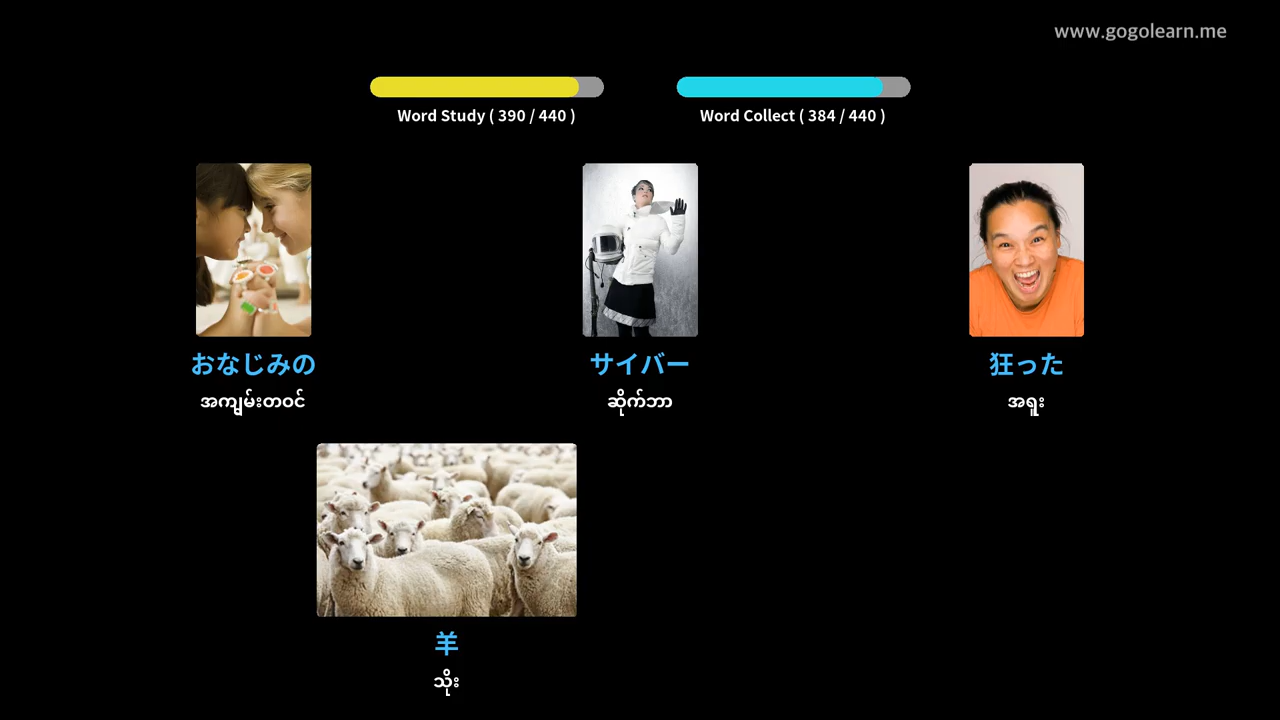 www.gogolearn.me
Word Study ( 390 / 440 )
Word Collect ( 384 / 440 )
おなじみの
အကျမ်းတဝင်
サイバー
ဆိုက်ဘာ
狂った
အရူး
羊
သိုး